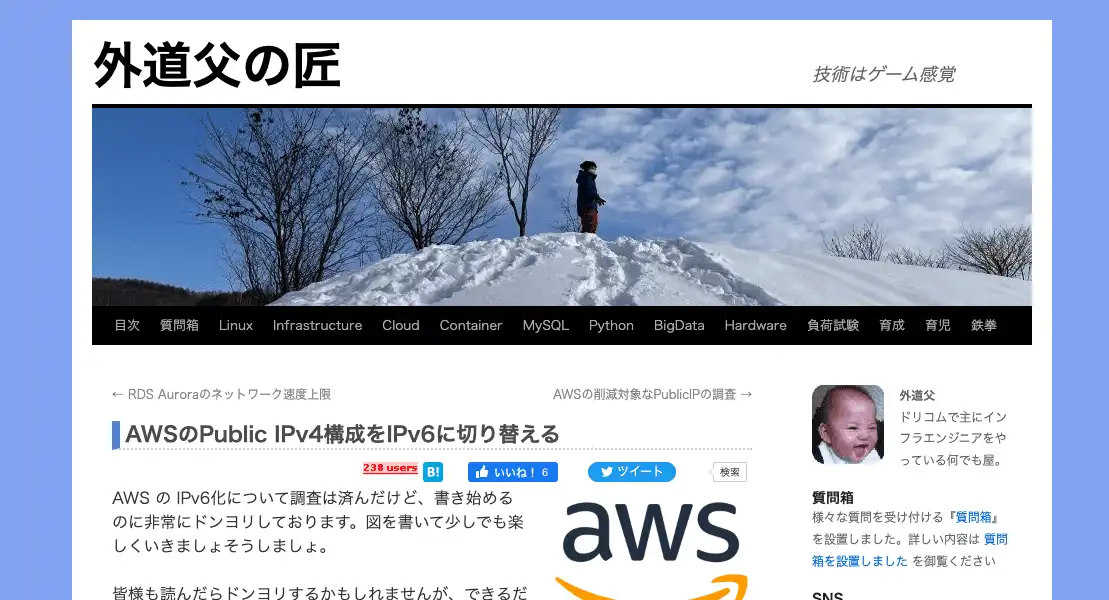 外道父の匠
技術はゲーム感覚
目次 質問箱 Linux Infrastructure Cloud Container MySQL Python BigData Hardware 負荷試験 育成 育児 鉄拳
← RDS Auroraのネットワーク速度上限
AWSの削減対象なPublicIPの調査 →
AWSのPublic IPv4構成をIPv6に切り替える
238 users B! いいね！ 6 ツイート 検索
AWS の IPv6化について調査は済んだけど、書き始める
のに非常にドンヨリしております。図を書いて少しでも楽
しくいきましょそうしましょ。
皆様も読んだらドンヨリするかもしれませんが、できるだ
aws
外道父
ドリコムで主にイン
フラエンジニアをや
っている何でも屋。
質問箱
様々な質問を受け付ける『質問箱』
を設置しました。詳しい内容は 質問
箱を設置しました を御覧ください
SNS